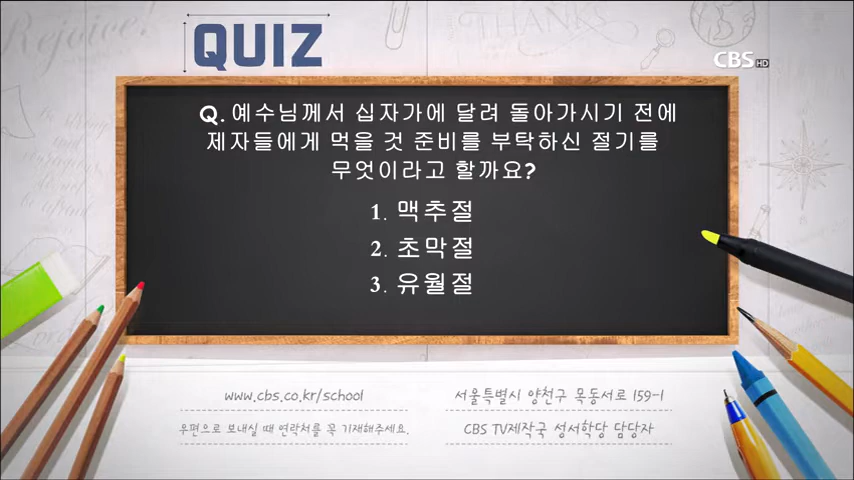 Rejoice!
THANKS
QUIZ
CBS HD
Q. 예수님께서 십자가에 달려 돌아가시기 전에
제자들에게 먹을 것 준비를 부탁하신 절기를
무엇이라고 할까요?
1. 맥추절
2. 초막절
3. 유월절
www.cbs.co.kr/school
우편으로 보내실 때 연락처를 꼭 기재해주세요.
서울특별시 양천구 목동서로 159-1
CBS TV제작국 성서학당 담당자